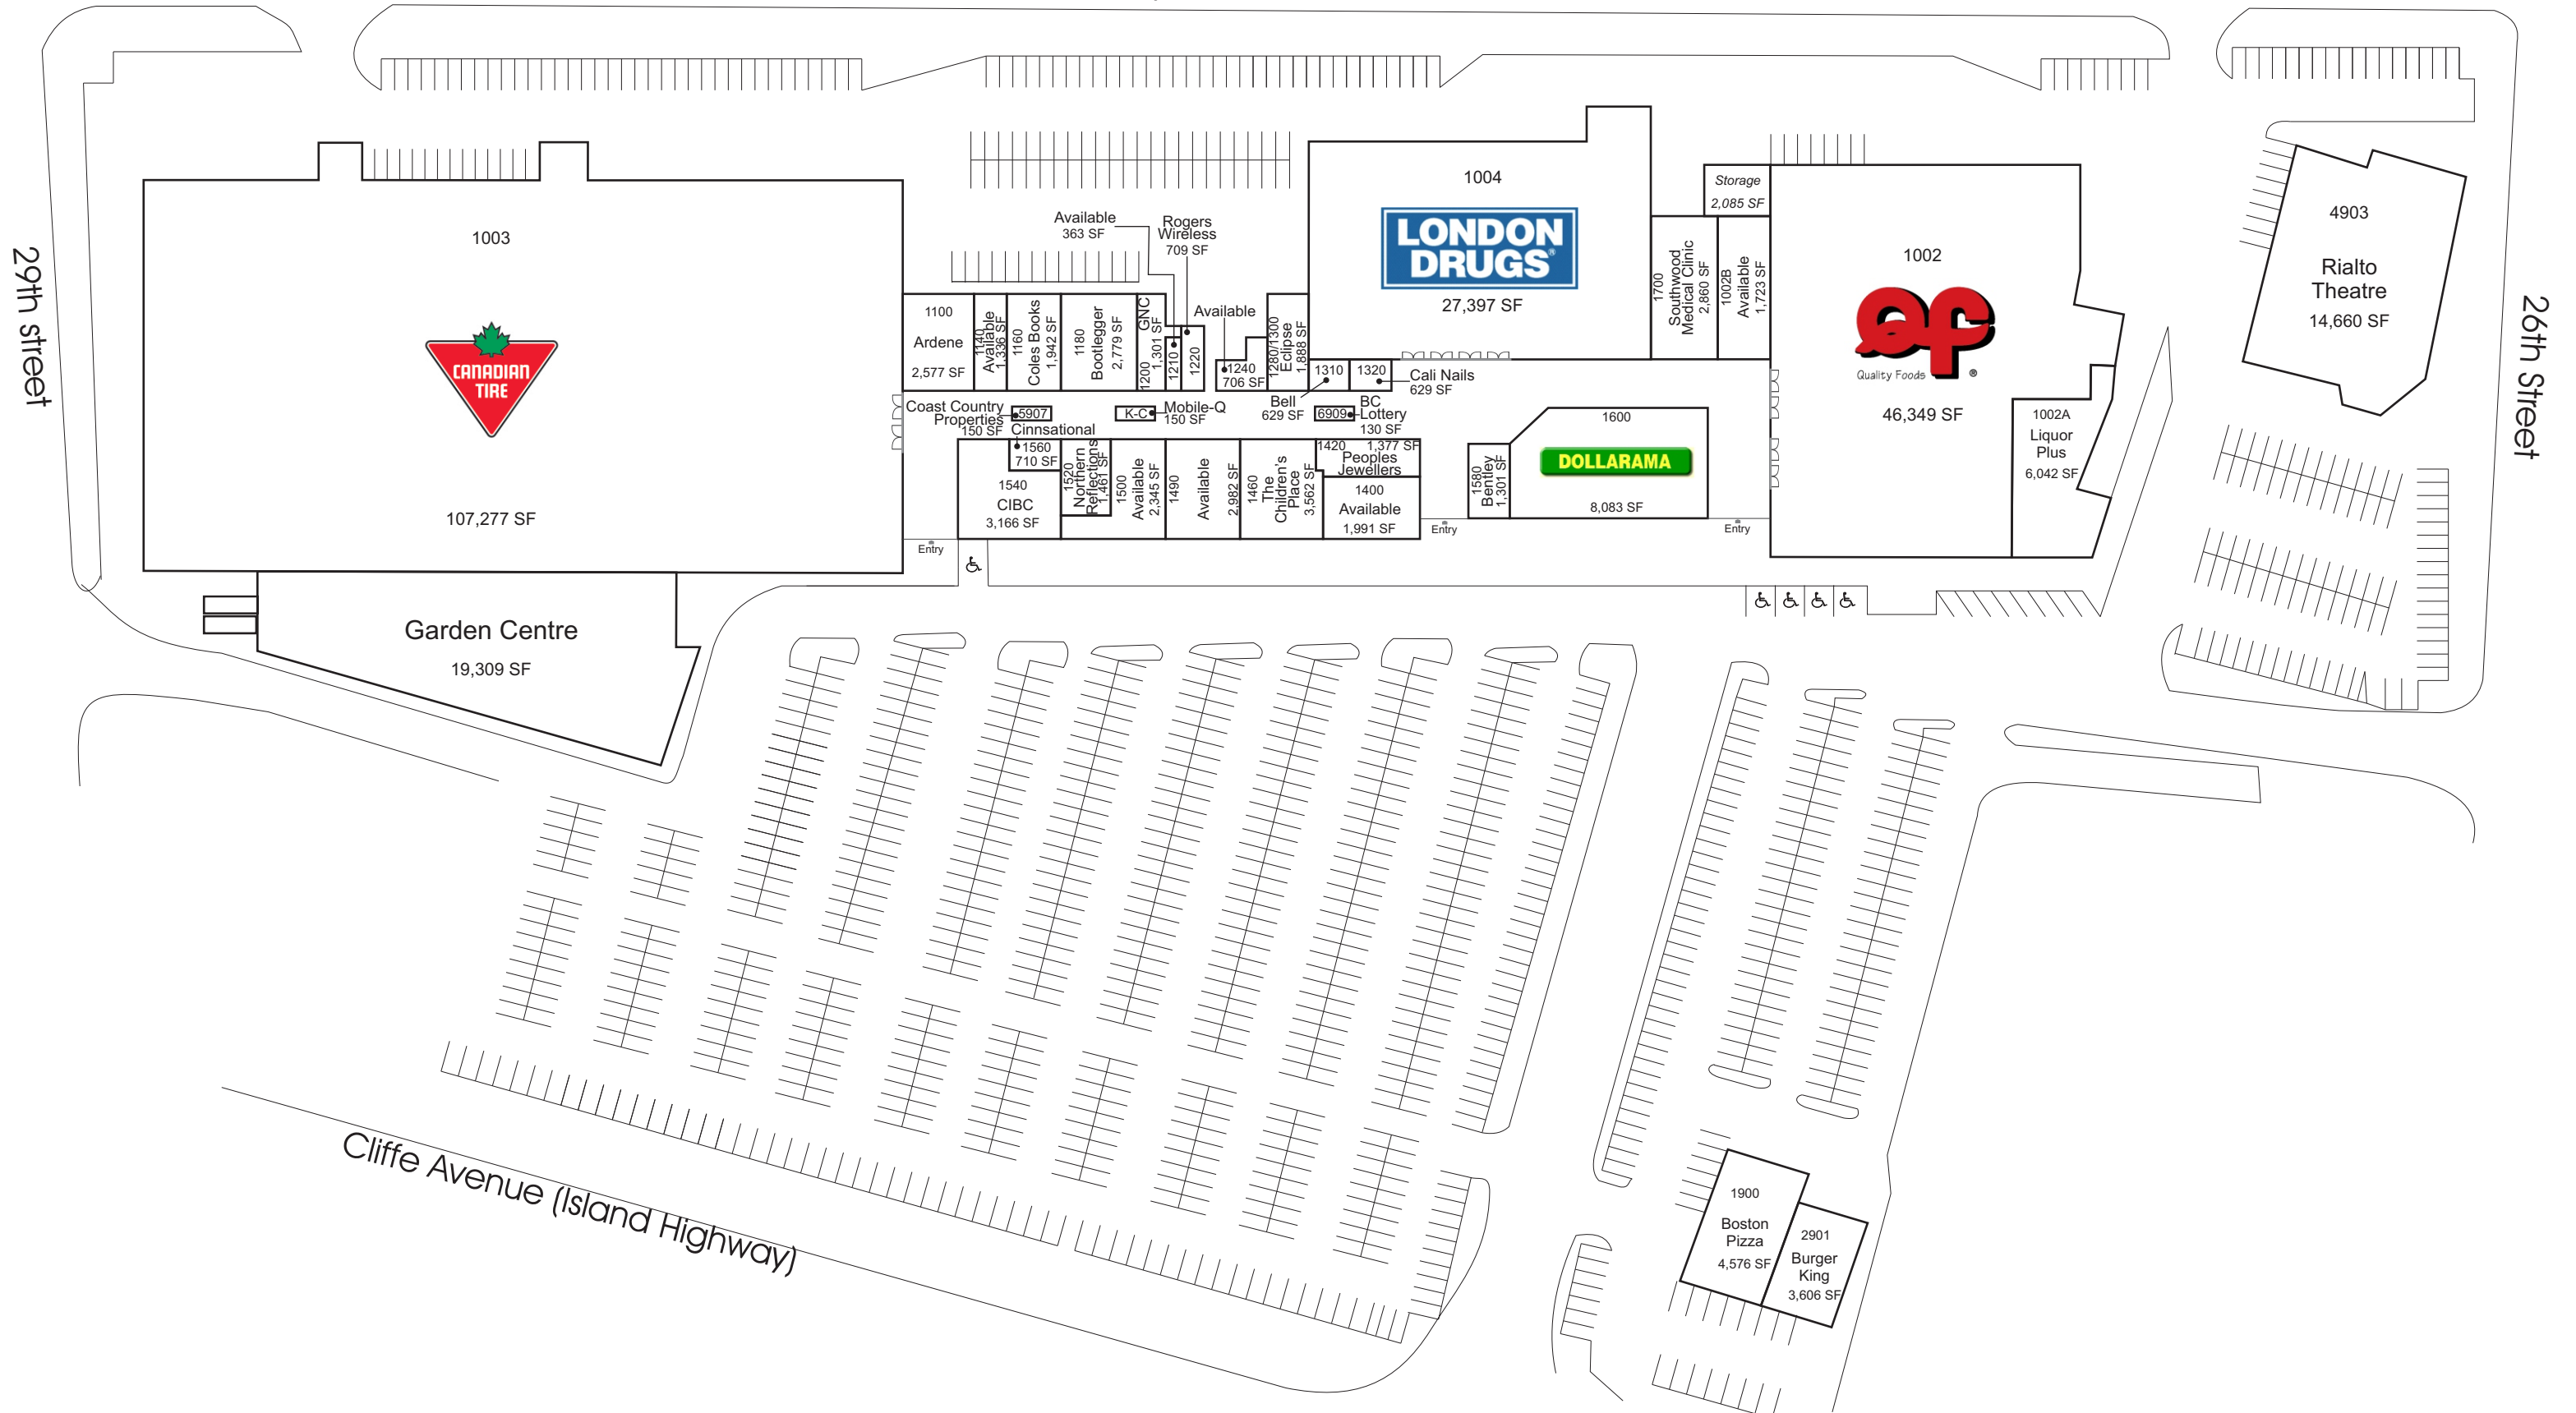 29th street
26th Street
Cliffe Avenue (Island Highway)
1003
CANADIAN
TIRE
107,277 SF
Garden Centre
19,309 SF
Available
363 SF
Rogers
Wireless
709 SF
1100
Ardene
2,577 SF
1140
Available
1,336 SF
1160
Coles Books
1,942 SF
1180
Bootlegger
2,779 SF
1200
GNC
1,301 SF
1210
1220
Available
1240
706 SF
1280/1300
Eclipse
1,888 SF
1004
LONDON
DRUGS®
27,397 SF
1310
1320
Bell
629 SF
Cali Nails
629 SF
Coast Country
Properties
150 SF
5907
K-C
Mobile-Q
150 SF
6909
BC
Lottery
130 SF
Cinnsational
1560
710 SF
1540
CIBC
3,166 SF
1520
Northern
Reflections
1,461 SF
1500
Available
2,345 SF
1490
Available
2,982 SF
1460
The
Children's
Place
3,562 SF
1420 1,377 SF
Peoples
Jewellers
1400
Available
1,991 SF
1580
Bentley
1,301 SF
1600
DOLLARAMA
8,083 SF
Entry
Entry
Entry
Storage
2,085 SF
1700
Southwood
Medical Clinic
2,860 SF
1002B
Available
1,723 SF
1002
QF
Quality Foods ®
46,349 SF
1002A
Liquor
Plus
6,042 SF
4903
Rialto
Theatre
14,660 SF
1900
Boston
Pizza
4,576 SF
2901
Burger
King
3,606 SF